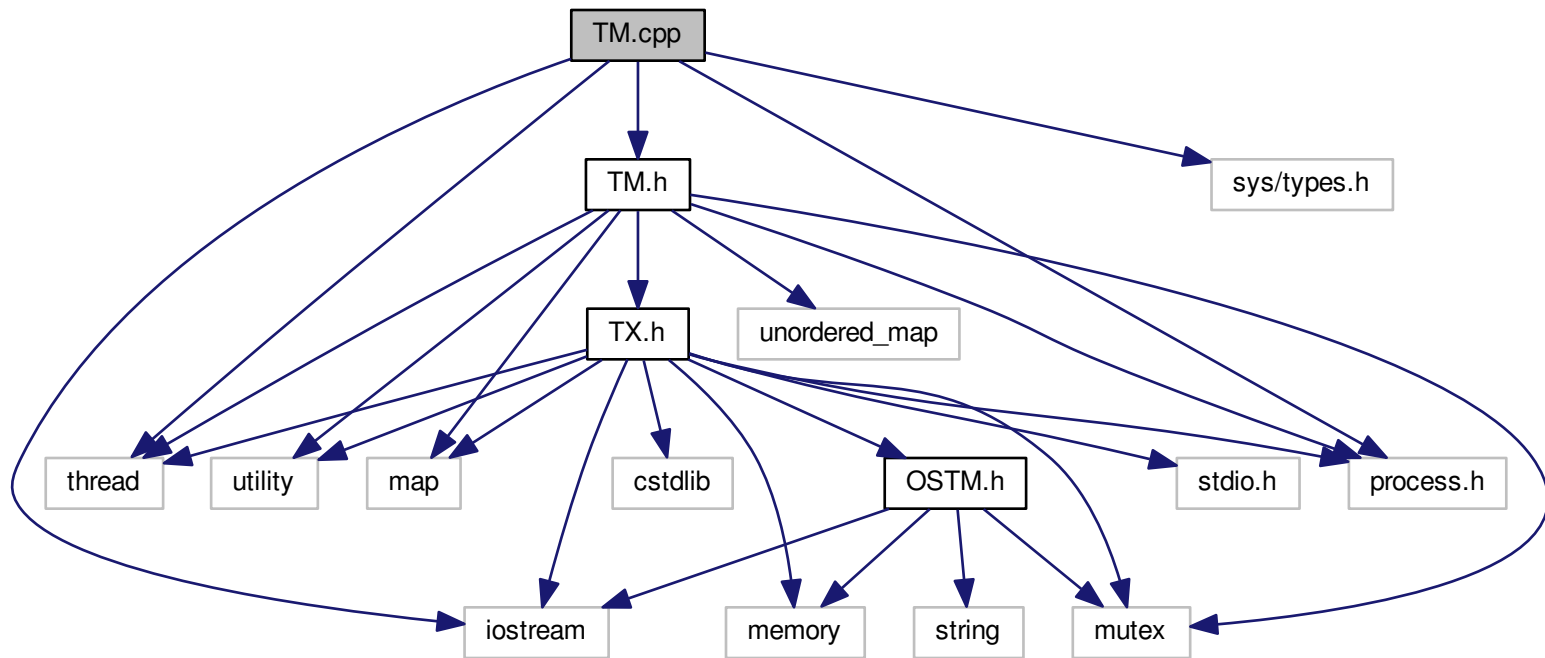 TM.cpp
TM.h
sys/types.h
TX.h
unordered_map
thread
utility
map
cstdlib
OSTM.h
stdio.h
process.h
iostream
memory
string
mutex